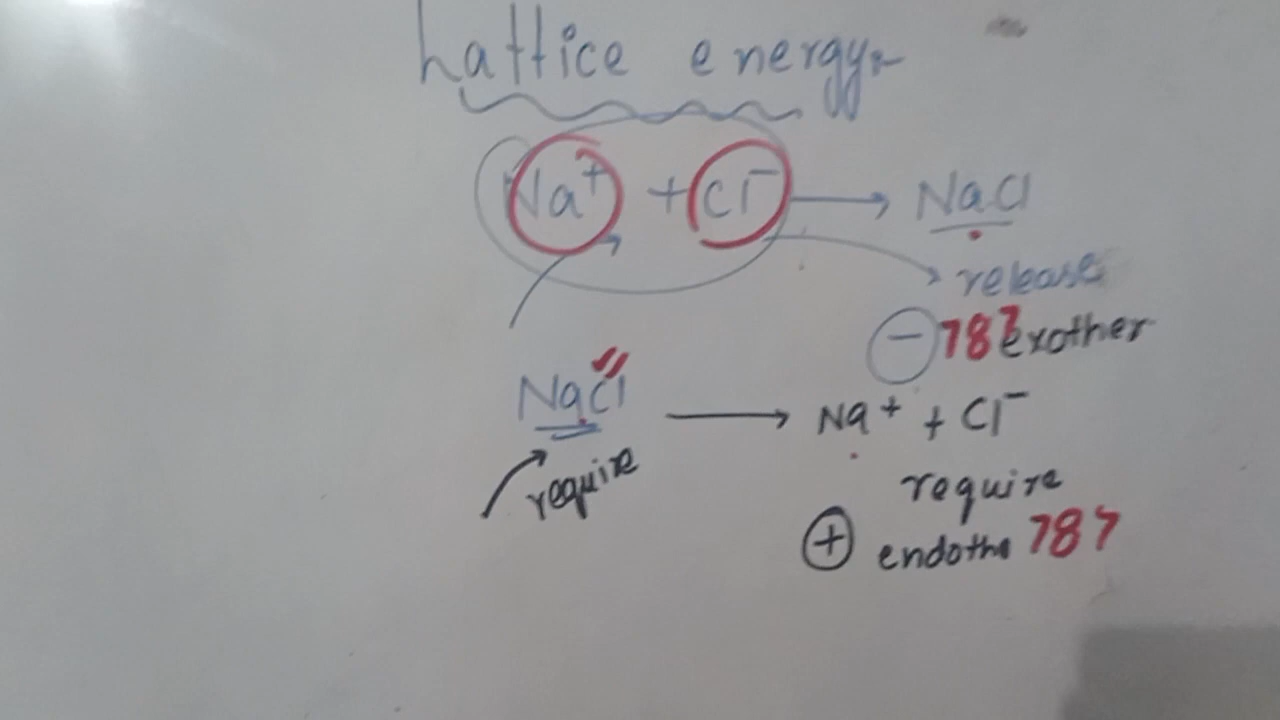 Lattice energy
Na⁺ + Cl⁻ → NaCl
release
− 787 exother
NaCl → Na⁺ + Cl⁻
require
require
+ endothe 787